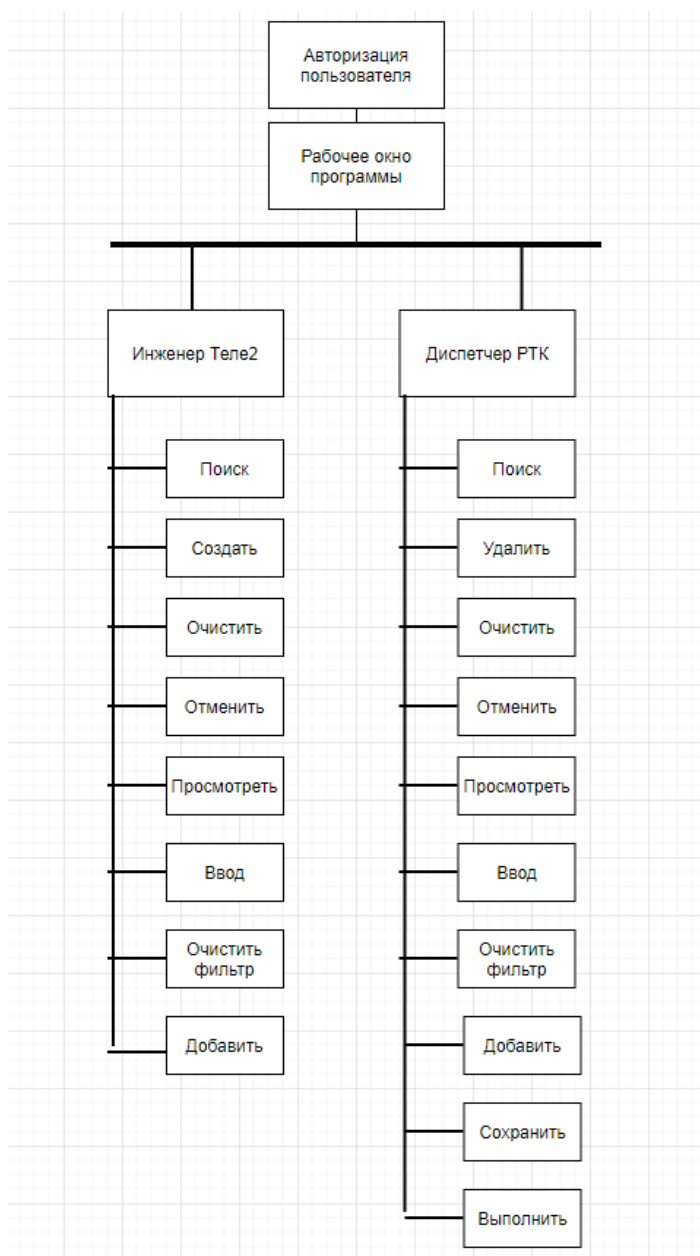 Авторизация
пользователя
Рабочее окно
программы
Инженер Теле2
Поиск
Создать
Очистить
Отменить
Просмотреть
Ввод
Очистить
фильтр
Добавить
Диспетчер РТК
Поиск
Удалить
Очистить
Отменить
Просмотреть
Ввод
Очистить
фильтр
Добавить
Сохранить
Выполнить